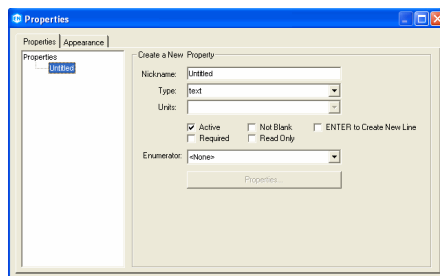 Properties
Properties Appearance
Properties
Untitled
Create a New Property
Nickname: Untitled
Type: text
Units:
Active Not Blank ENTER to Create New Line
Required Read Only
Enumerator: <None>
Properties...